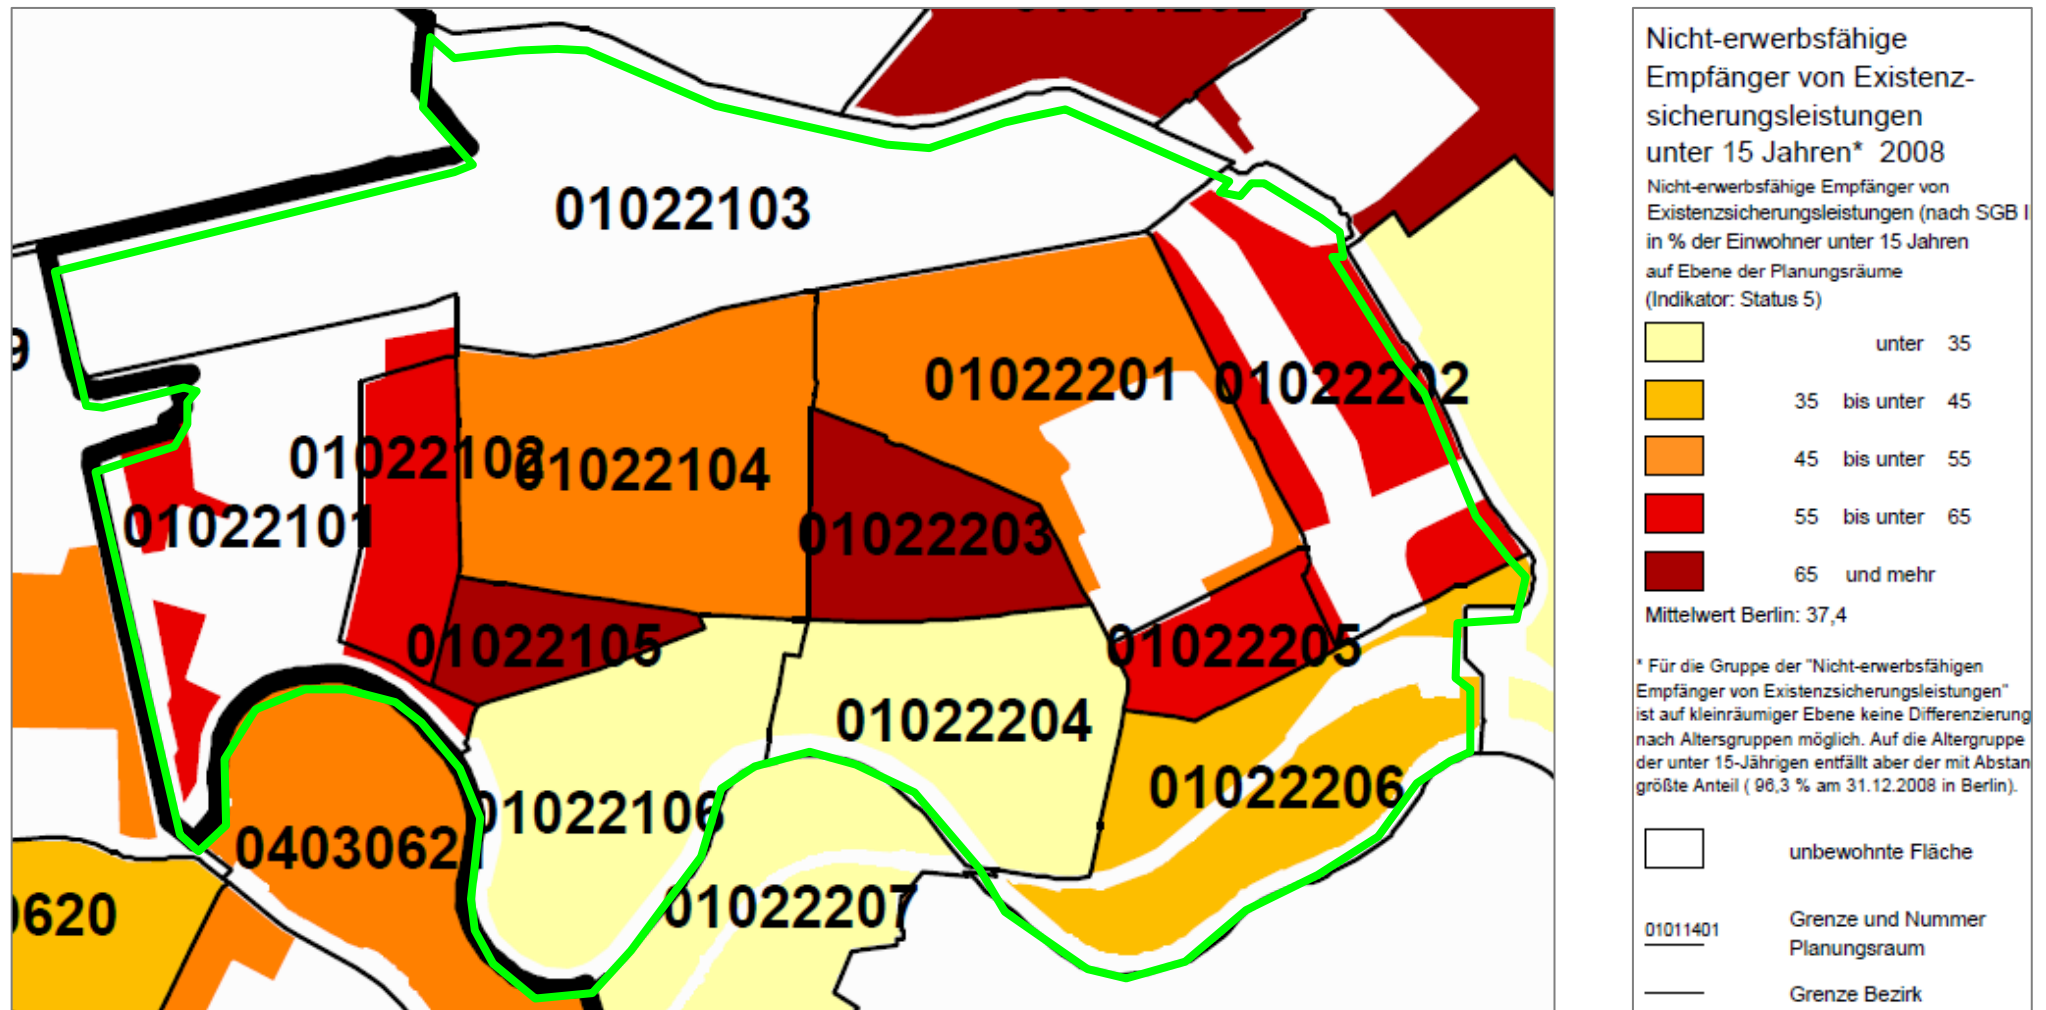 01022103
01022201
01022202
01022102
01022104
01022101
01022203
01022105
01022205
01022204
01022206
01022106
0403062
01022207
0620
9
Nicht-erwerbsfähige
Empfänger von Existenz-
sicherungsleistungen
unter 15 Jahren* 2008
Nicht-erwerbsfähige Empfänger von
Existenzsicherungsleistungen (nach SGB I
in % der Einwohner unter 15 Jahren
auf Ebene der Planungsräume
(Indikator: Status 5)
unter 35
35 bis unter 45
45 bis unter 55
55 bis unter 65
65 und mehr
Mittelwert Berlin: 37,4
* Für die Gruppe der "Nicht-erwerbsfähigen
Empfänger von Existenzsicherungsleistungen"
ist auf kleinräumiger Ebene keine Differenzierung
nach Altersgruppen möglich. Auf die Altergruppe
der unter 15-Jährigen entfällt aber der mit Abstan
größte Anteil ( 96,3 % am 31.12.2008 in Berlin).
unbewohnte Fläche
01011401
Grenze und Nummer
Planungsraum
Grenze Bezirk